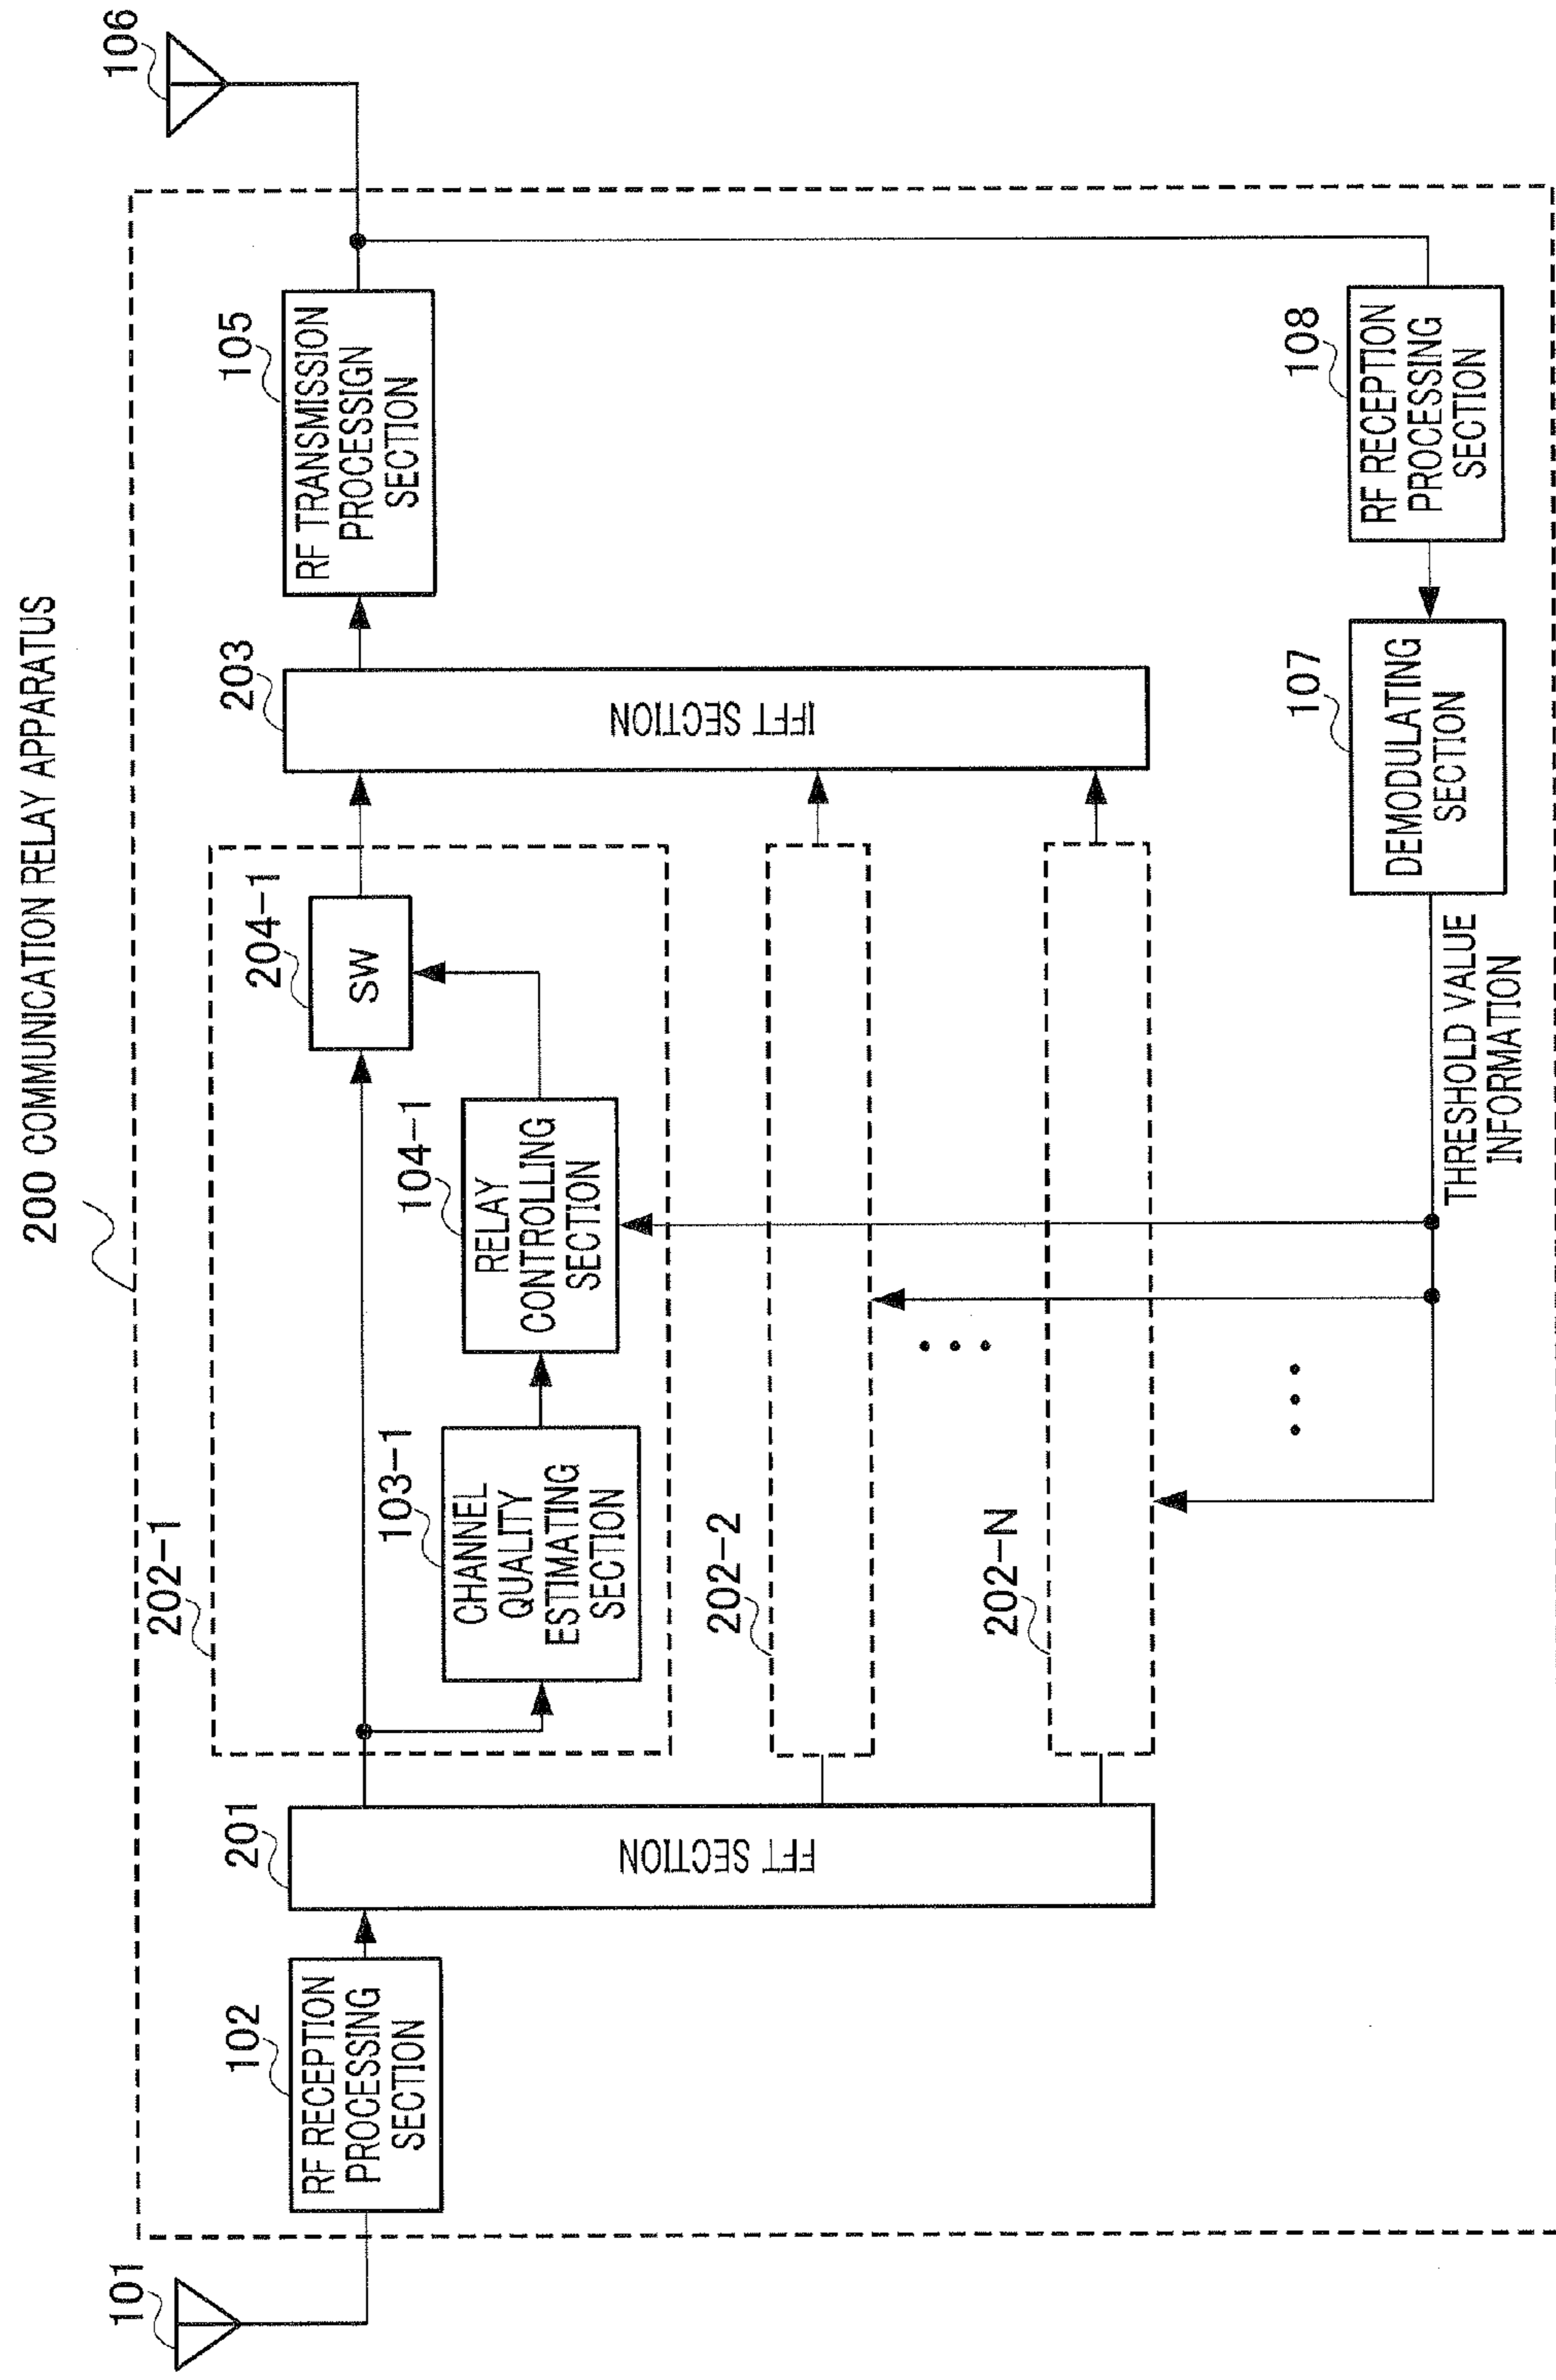 200 COMMUNICATION RELAY APPARATUS
101
102
RF RECEPTION
PROCESSING
SECTION
201
FFT SECTION
202-1
103-1
CHANNEL
QUALITY
ESTIMATING
SECTION
104-1
RELAY
CONTROLLING
SECTION
204-1
SW
202-2
202-N
203
IFFT SECTION
105
RF TRANSMISSION
PROCESSIGN
SECTION
106
THRESHOLD VALUE
INFORMATION
107
DEMODULATING
SECTION
108
RF RECEPTION
PROCESSING
SECTION